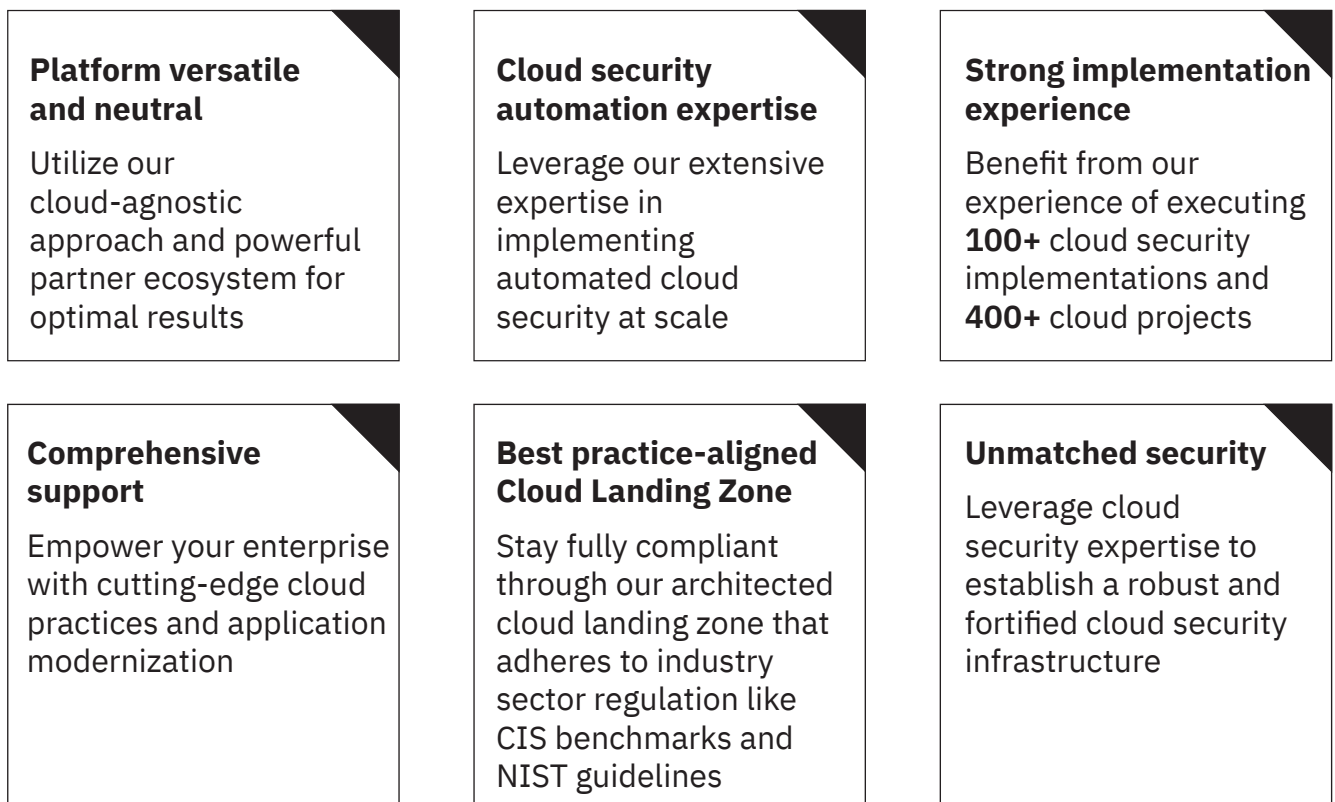 Platform versatile
and neutral
Utilize our
cloud-agnostic
approach and powerful
partner ecosystem for
optimal results
Cloud security
automation expertise
Leverage our extensive
expertise in
implementing
automated cloud
security at scale
Strong implementation
experience
Benefit from our
experience of executing
100+ cloud security
implementations and
400+ cloud projects
Comprehensive
support
Empower your enterprise
with cutting-edge cloud
practices and application
modernization
Best practice-aligned
Cloud Landing Zone
Stay fully compliant
through our architected
cloud landing zone that
adheres to industry
sector regulation like
CIS benchmarks and
NIST guidelines
Unmatched security
Leverage cloud
security expertise to
establish a robust and
fortified cloud security
infrastructure